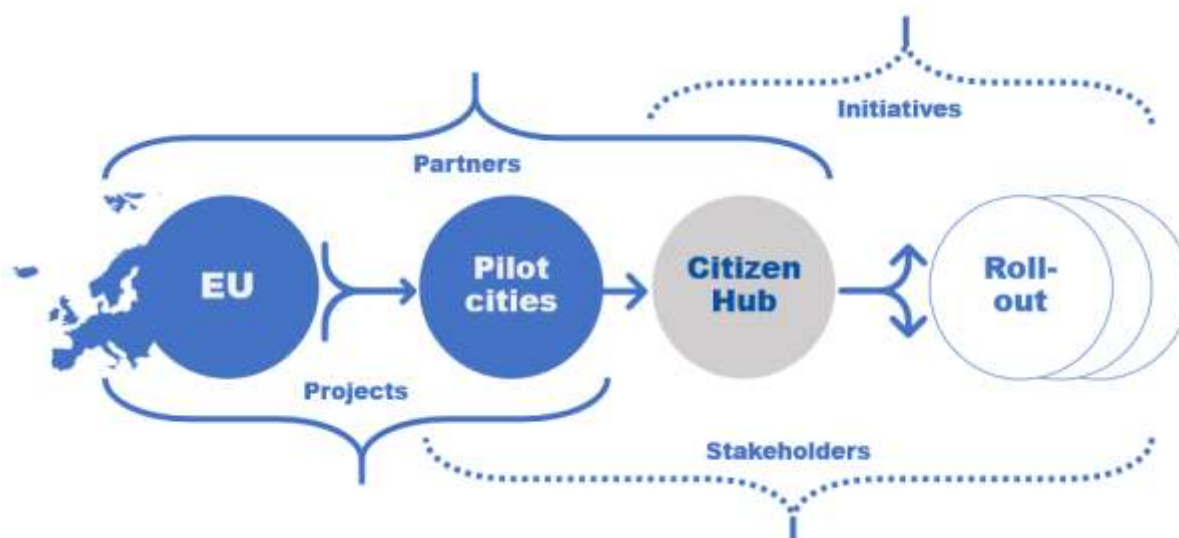 Initiatives
Partners
EU
Pilot
cities
Citizen
Hub
Roll-
out
Projects
Stakeholders